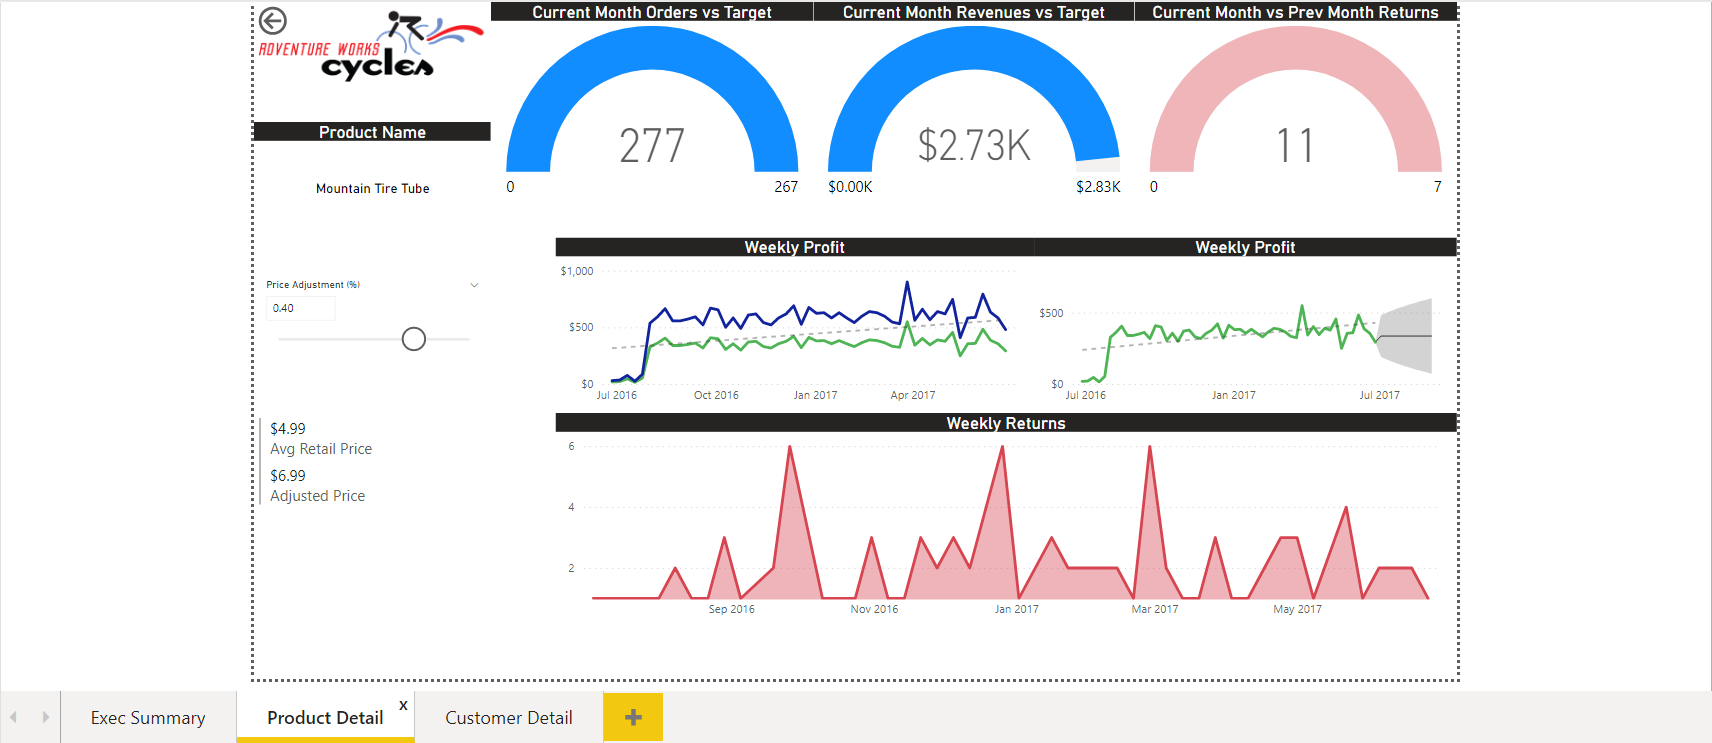 ADVENTURE WORKS
cycles
Product Name
Mountain Tire Tube
Price Adjustment (%)
0.40
$4.99
Avg Retail Price
$6.99
Adjusted Price
Current Month Orders vs Target
277
0
267
Current Month Revenues vs Target
$2.73K
$0.00K
$2.83K
Current Month vs Prev Month Returns
11
0
7
Weekly Profit
$1,000
$500
$0
Jul 2016 Oct 2016 Jan 2017 Apr 2017
Weekly Profit
$500
$0
Jul 2016 Jan 2017 Jul 2017
Weekly Returns
6
4
2
Sep 2016 Nov 2016 Jan 2017 Mar 2017 May 2017
Exec Summary
Product Detail
x
Customer Detail
+